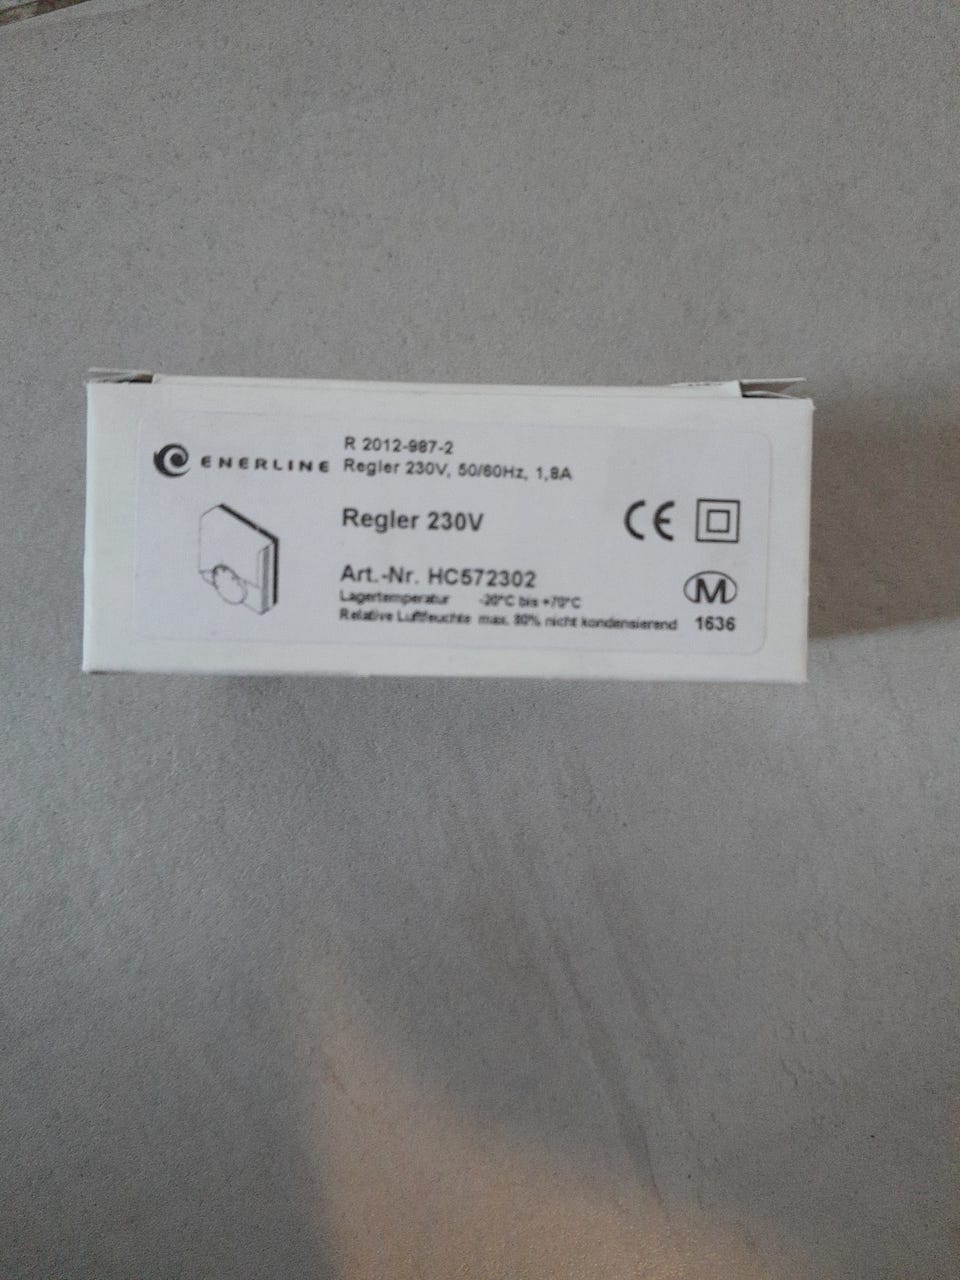 R 2012-987-2
ENERLINE Regler 230V, 50/60Hz, 1,8A
Regler 230V
CE
Art.-Nr. HC572302
M
Lagertemperatur -20°C bis +70°C
Relative Luftfeuchte max. 80% nicht kondensierend 1636